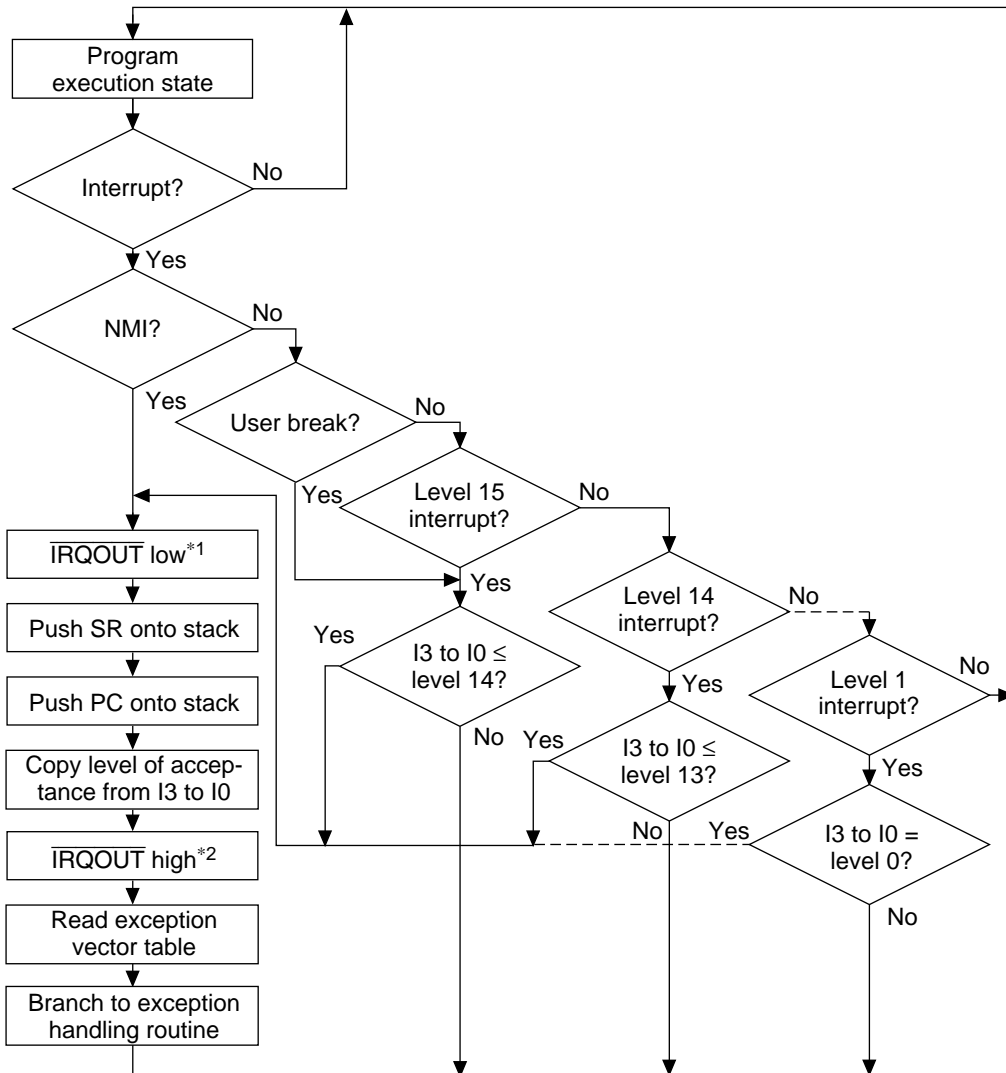 Program
execution state
Interrupt?
No
Yes
NMI?
No
Yes
User break?
No
Yes
Level 15
interrupt?
No
Yes
IRQOUT low*1
Push SR onto stack
Push PC onto stack
Copy level of accep-
tance from I3 to I0
IRQOUT high*2
Read exception
vector table
Branch to exception
handling routine
Yes
I3 to I0 ≤
level 14?
No
Level 14
interrupt?
No
Yes
Yes
I3 to I0 ≤
level 13?
No
Level 1
interrupt?
No
Yes
Yes
I3 to I0 =
level 0?
No